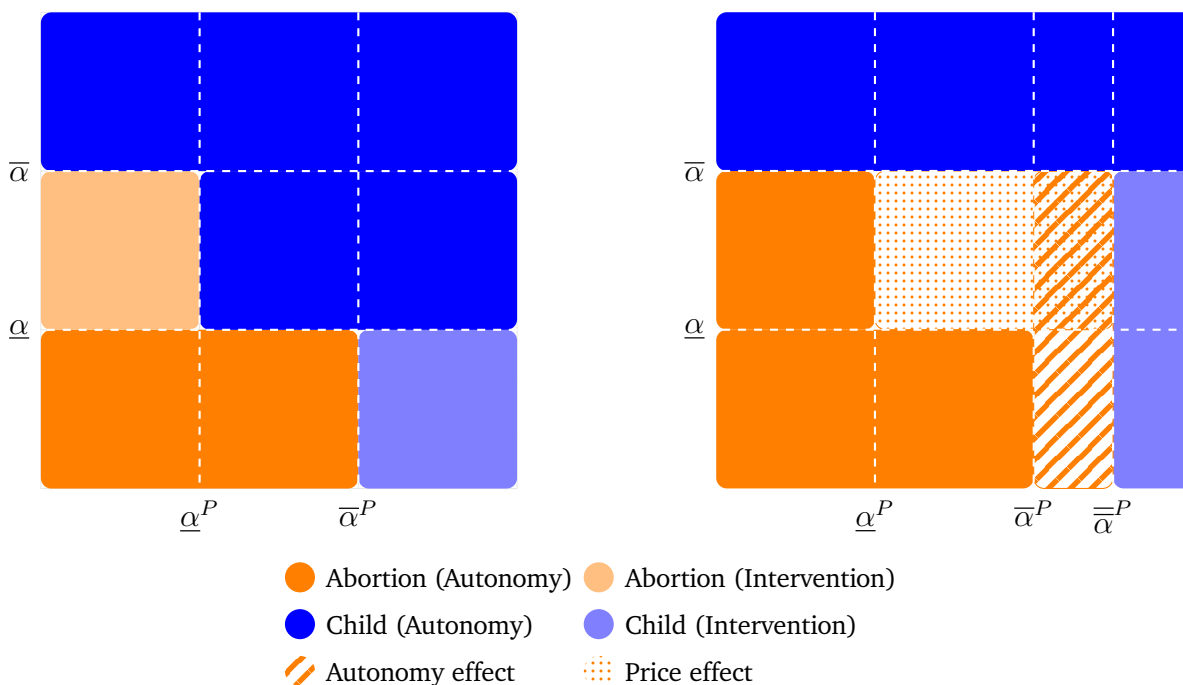 α̅ α̅
α̲ α̲
α̲ᴾ α̅ᴾ α̲ᴾ α̅ᴾ α̿ᴾ
Abortion (Autonomy) Abortion (Intervention)
Child (Autonomy) Child (Intervention)
Autonomy effect Price effect